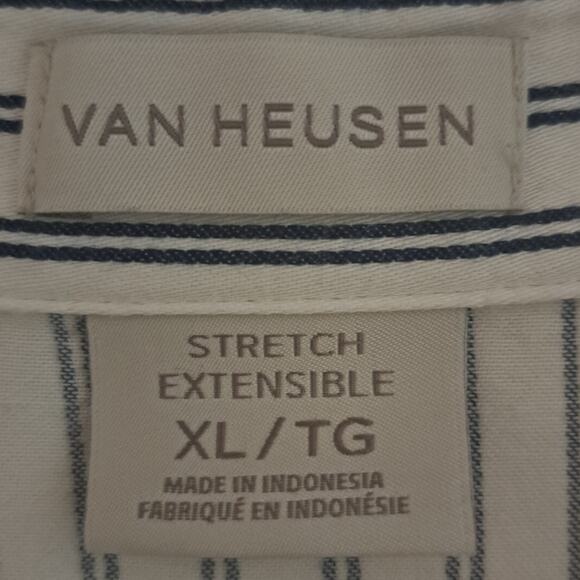 VAN HEUSEN
STRETCH
EXTENSIBLE
XL/TG
MADE IN INDONESIA
FABRIQUÉ EN INDONÉSIE